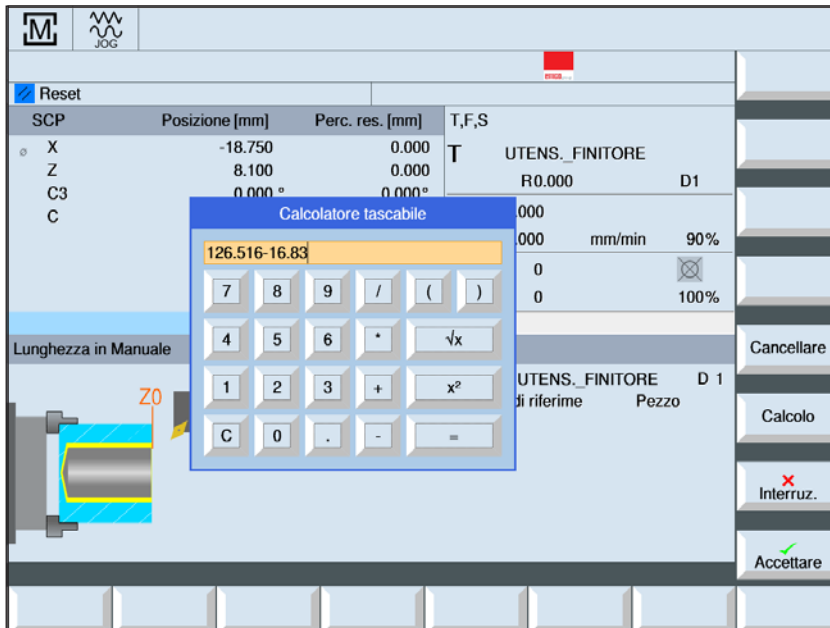 M JOG
emco
Reset
SCP Posizione [mm] Perc. res. [mm] T,F,S
X -18.750 0.000 T UTENS._FINITORE
Z 8.100 0.000 R0.000 D1
C3 0.000 ° 0.000°
C .000
.000 mm/min 90%
0
0 100%
Calcolatore tascabile
126.516-16.83
7 8 9 / ( )
4 5 6 * √x
1 2 3 + x²
C 0 . - =
Lunghezza in Manuale
UTENS._FINITORE D 1
di riferime Pezzo
Z0
Cancellare
Calcolo
Interruz.
Accettare